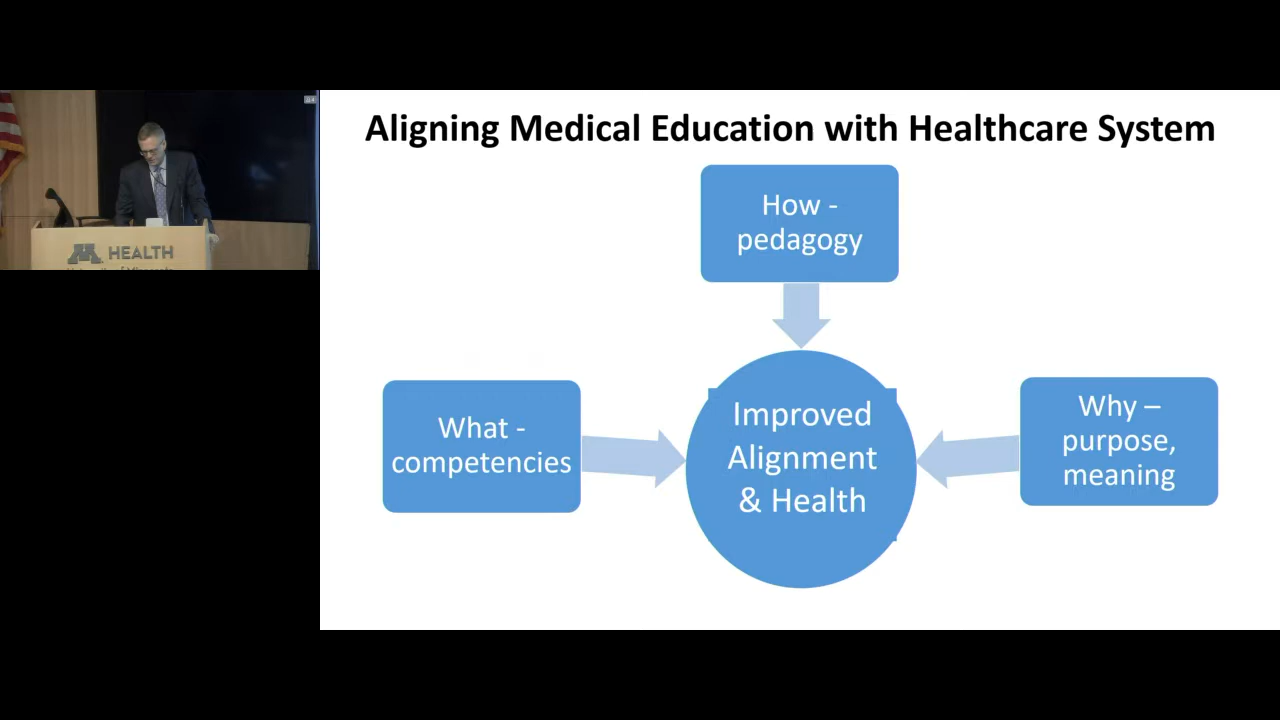 Aligning Medical Education with Healthcare System
How -
pedagogy
What -
competencies
Improved
Alignment
& Health
Why –
purpose,
meaning
M HEALTH